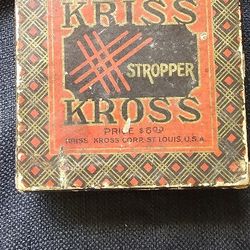 KRISS
STROPPER
KROSS
PRICE $5.00
KRISS KROSS CORP. ST. LOUIS, U.S.A.